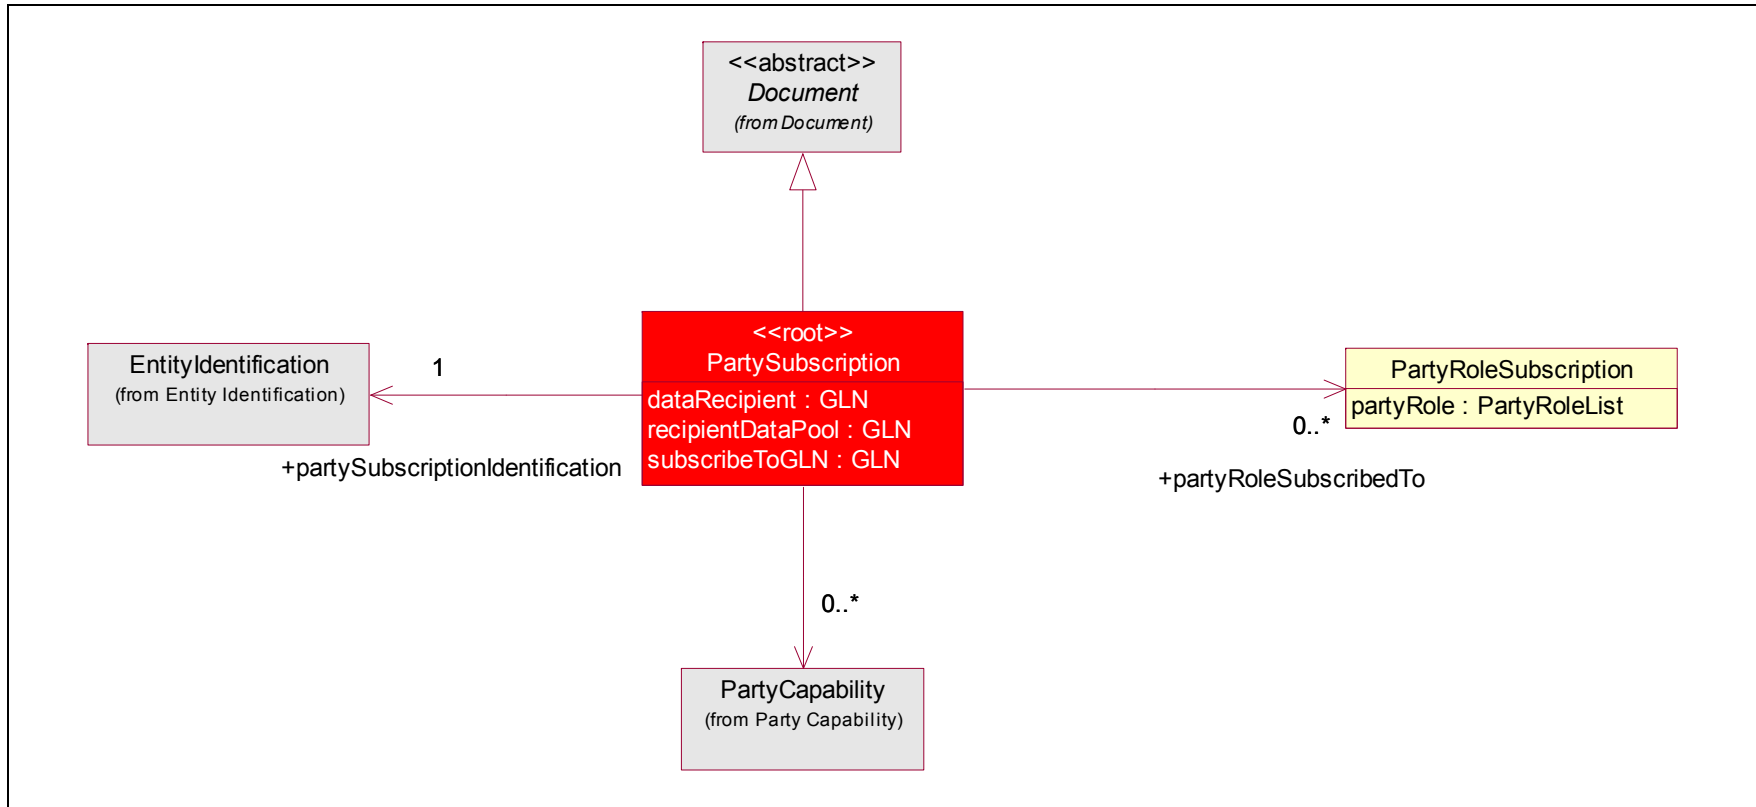 <<abstract>>
Document
(from Document)
<<root>>
PartySubscription
dataRecipient : GLN
recipientDataPool : GLN
subscribeToGLN : GLN
EntityIdentification
(from Entity Identification)
1
+partySubscriptionIdentification
PartyRoleSubscription
partyRole : PartyRoleList
0..*
+partyRoleSubscribedTo
0..*
PartyCapability
(from Party Capability)